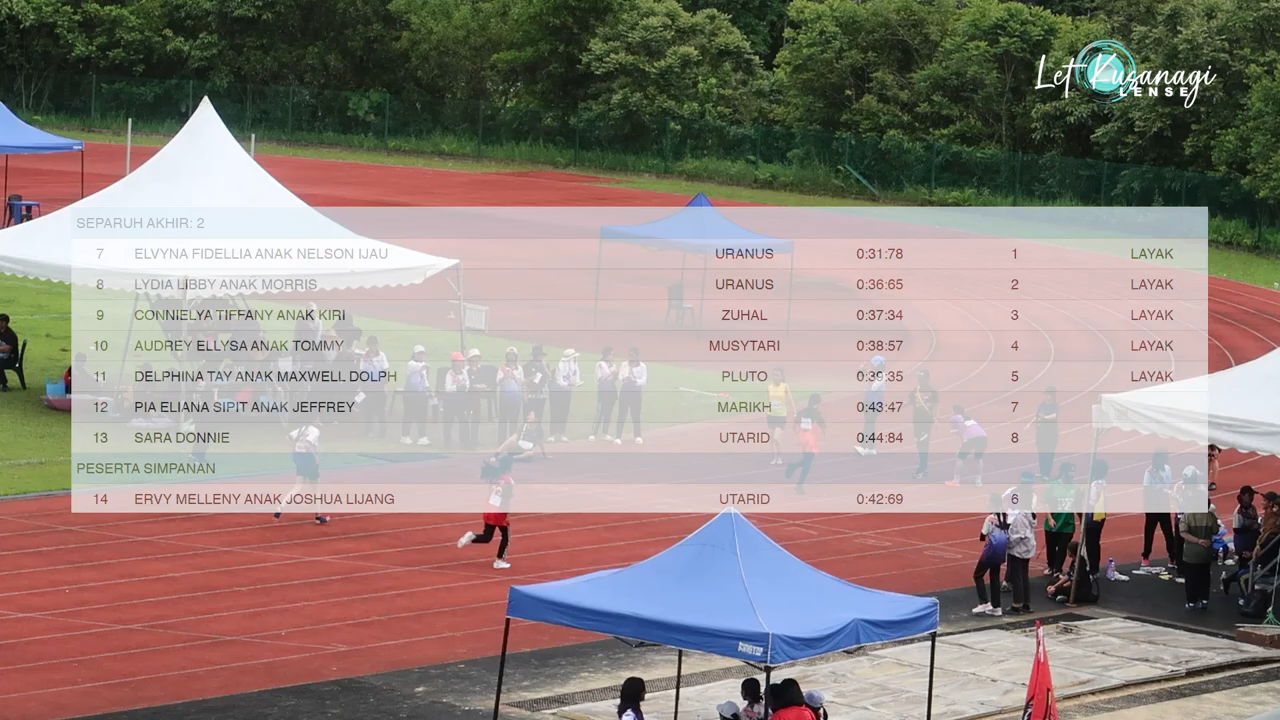 Let Kusanagi
LENSE
SEPARUH AKHIR: 2
7 ELVYNA FIDELLIA ANAK NELSON IJAU URANUS 0:31:78 1 LAYAK
8 LYDIA LIBBY ANAK MORRIS URANUS 0:36:65 2 LAYAK
9 CONNIELYA TIFFANY ANAK KIRI ZUHAL 0:37:34 3 LAYAK
10 AUDREY ELLYSA ANAK TOMMY MUSYTARI 0:38:57 4 LAYAK
11 DELPHINA TAY ANAK MAXWELL DOLPH PLUTO 0:39:35 5 LAYAK
12 PIA ELIANA SIPIT ANAK JEFFREY MARIKH 0:43:47 7
13 SARA DONNIE UTARID 0:44:84 8
PESERTA SIMPANAN
14 ERVY MELLENY ANAK JOSHUA LIJANG UTARID 0:42:69 6